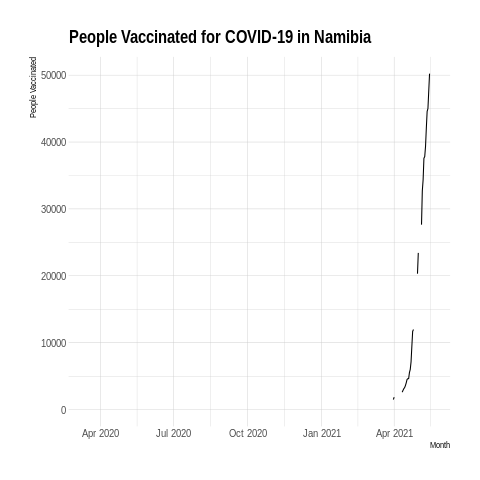 People Vaccinated for COVID-19 in Namibia
People Vaccinated
50000
40000
30000
20000
10000
0
Apr 2020 Jul 2020 Oct 2020 Jan 2021 Apr 2021
Month